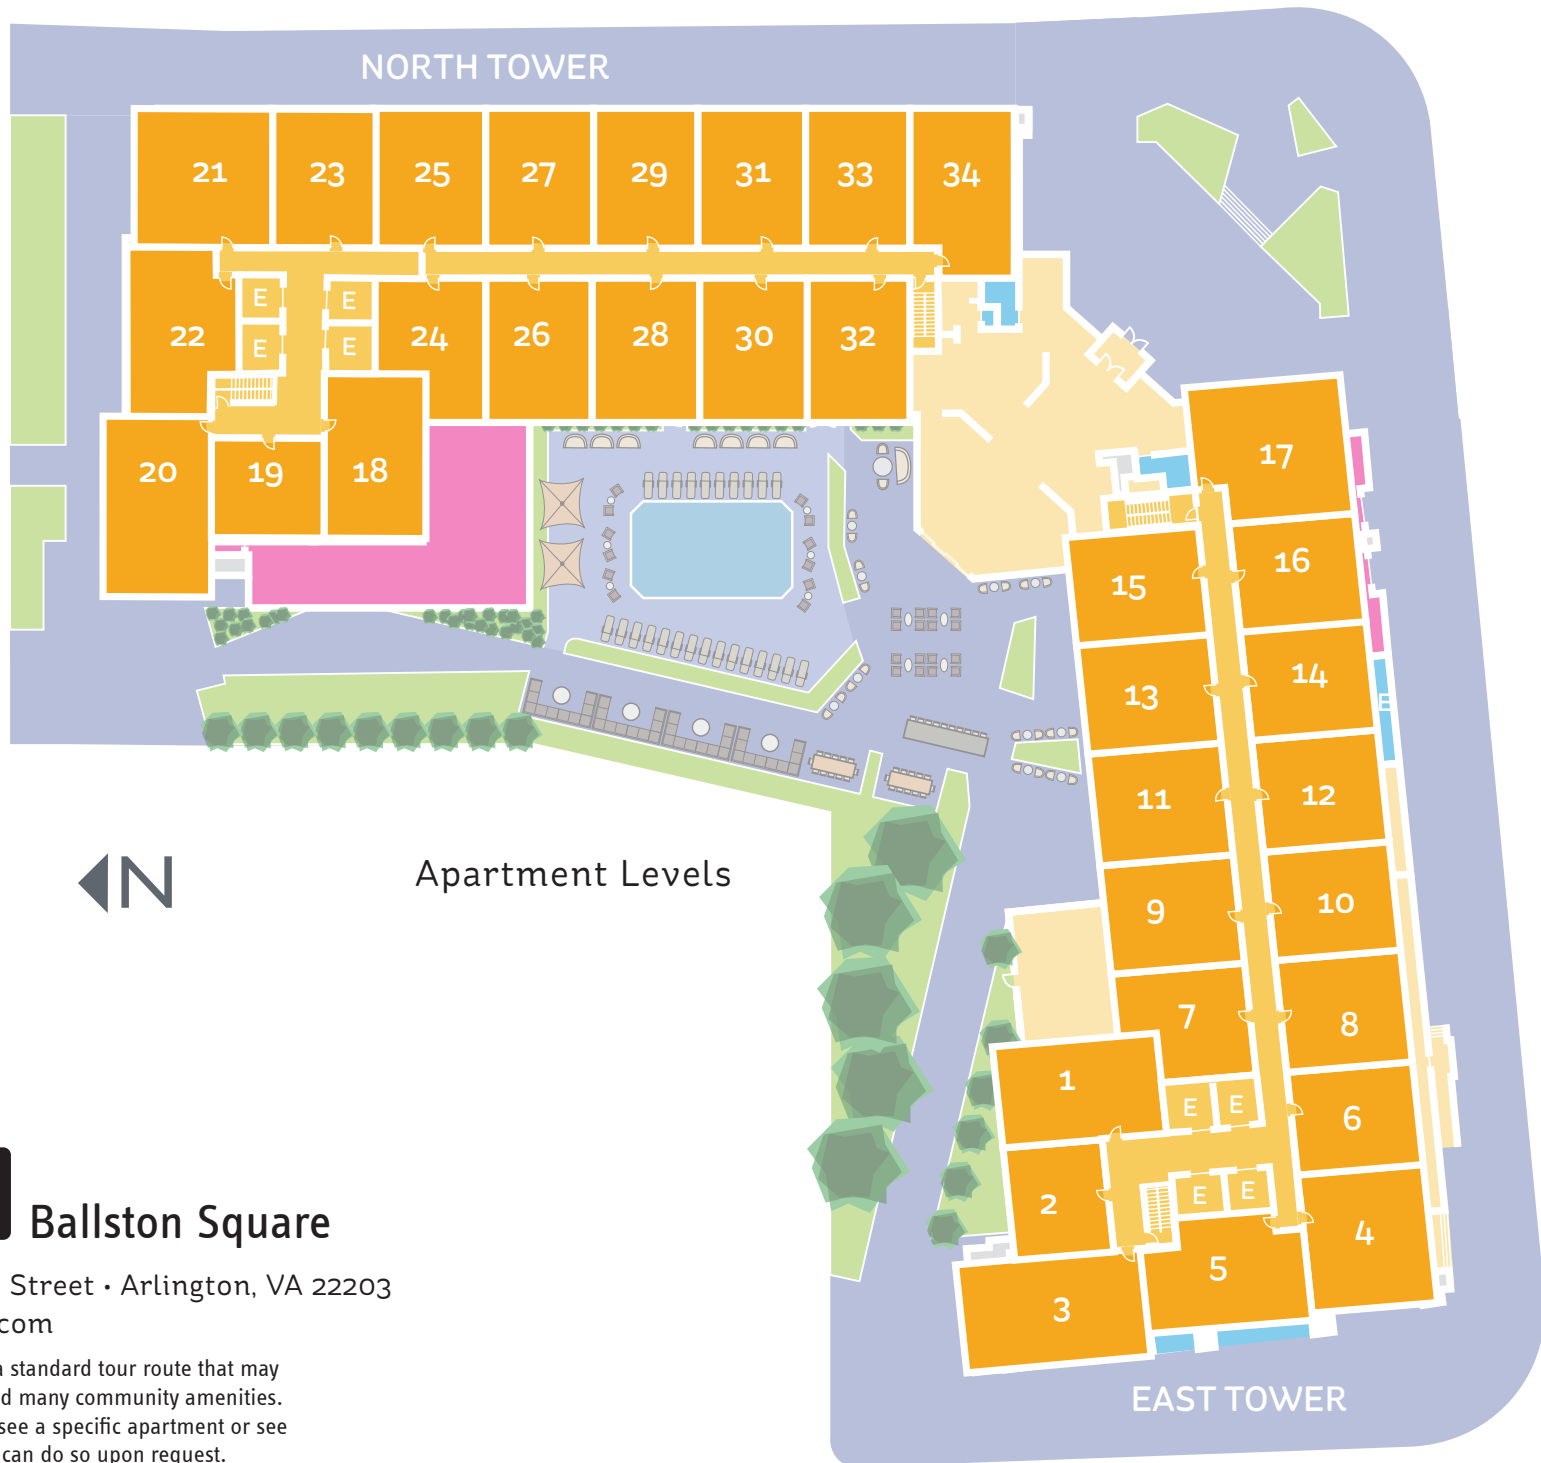 NORTH TOWER
21 23 25 27 29 31 33 34
22 E E 24 26 28 30 32
E E
20 19 18
17
16
15
14
13
E
12
11
10
9
8
7
6
1
E E
E E
2
4
5
3
EAST TOWER
N
Apartment Levels
Ballston Square
Street • Arlington, VA 22203
com
a standard tour route that may
d many community amenities.
see a specific apartment or see
can do so upon request.